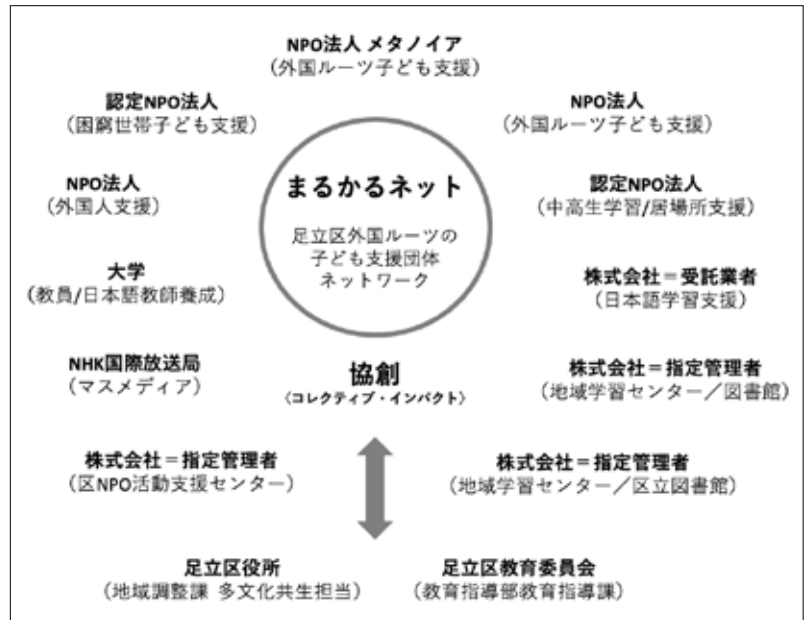 NPO法人 メタノイア
（外国ルーツ子ども支援）
認定NPO法人
（困窮世帯子ども支援）
NPO法人
（外国ルーツ子ども支援）
NPO法人
（外国人支援）
まるかるネット
足立区外国ルーツの
子ども支援団体
ネットワーク
認定NPO法人
（中高生学習/居場所支援）
大学
（教員/日本語教師養成）
株式会社＝受託業者
（日本語学習支援）
NHK国際放送局
（マスメディア）
協創
〈コレクティブ・インパクト〉
株式会社＝指定管理者
（地域学習センター／図書館）
株式会社＝指定管理者
（区NPO活動支援センター）
株式会社＝指定管理者
（地域学習センター／区立図書館）
足立区役所
（地域調整課 多文化共生担当）
足立区教育委員会
（教育指導部教育指導課）